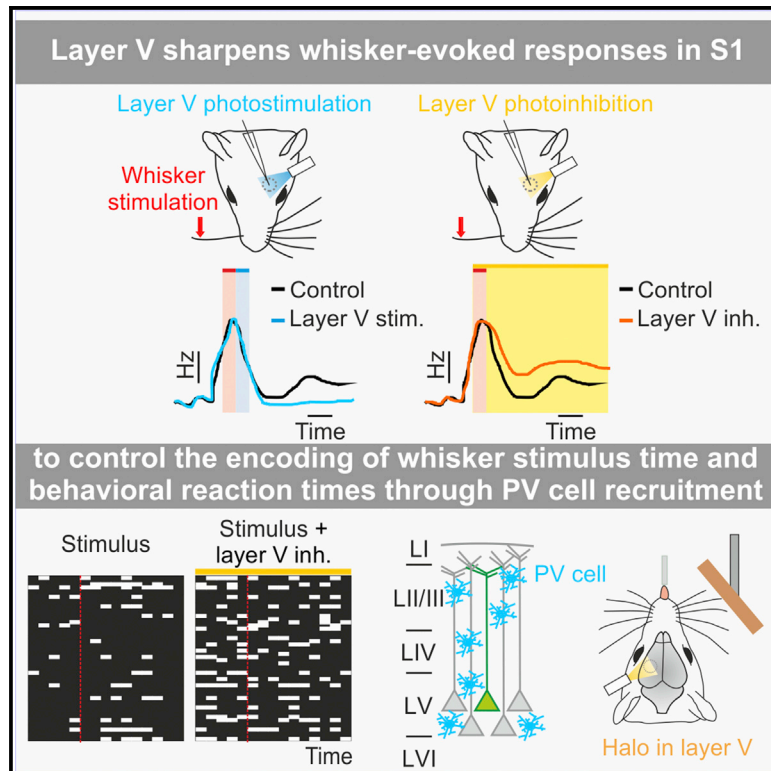 Layer V sharpens whisker-evoked responses in S1
Layer V photostimulation
Layer V photoinhibition
Whisker
stimulation
Control
Layer V stim.
Hz
Time
Control
Layer V inh.
Hz
Time
to control the encoding of whisker stimulus time and
behavioral reaction times through PV cell recruitment
Stimulus
Stimulus +
layer V inh.
Time
LI
LII/III
LIV
LV
LVI
PV cell
Halo in layer V